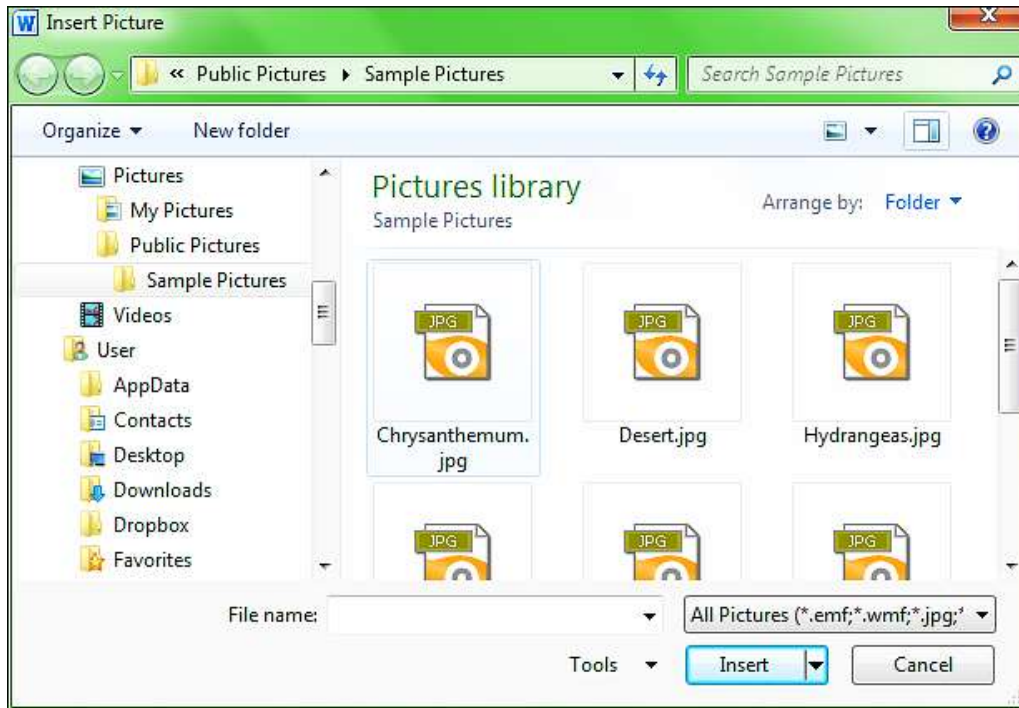 W Insert Picture
« Public Pictures Sample Pictures
Search Sample Pictures
Organize New folder
?
Pictures
My Pictures
Public Pictures
Sample Pictures
Videos
User
AppData
Contacts
Desktop
Downloads
Dropbox
Favorites
Pictures library
Sample Pictures
Arrange by: Folder
JPG JPG JPG
Chrysanthemum. Desert.jpg Hydrangeas.jpg
jpg
JPG JPG JPG
File name:
All Pictures (*.emf;*.wmf;*.jpg;*
Tools Insert Cancel